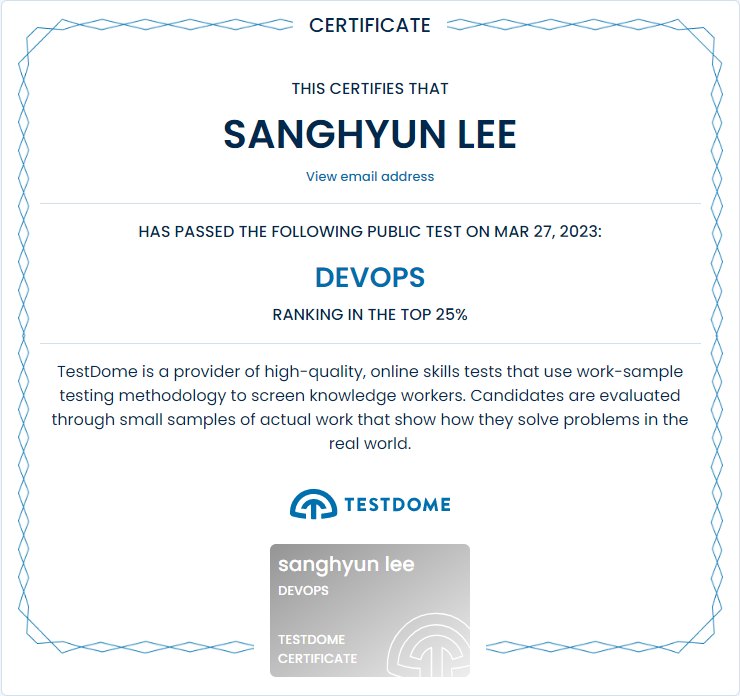 CERTIFICATE
THIS CERTIFIES THAT
SANGHYUN LEE
View email address
HAS PASSED THE FOLLOWING PUBLIC TEST ON MAR 27, 2023:
DEVOPS
RANKING IN THE TOP 25%
TestDome is a provider of high-quality, online skills tests that use work-sample
testing methodology to screen knowledge workers. Candidates are evaluated
through small samples of actual work that show how they solve problems in the
real world.
TESTDOME
sanghyun lee
DEVOPS
TESTDOME
CERTIFICATE